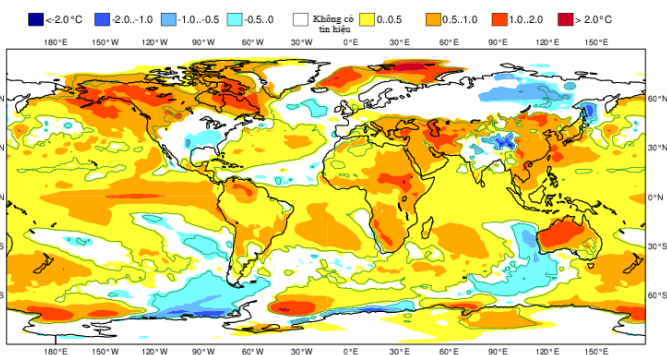 <-2.0°C -2.0..-1.0 -1.0..-0.5 -0.5..0 Không có 0..0.5 0.5..1.0 1.0..2.0 > 2.0°C
tín hiệu
180°E 150°W 120°W 90°W 60°W 30°W 0°E 30°E 60°E 90°E 120°E 150°E
60°N
30°N
0°N
30°S
60°S
180°E 150°W 120°W 90°W 60°W 30°W 0°E 30°E 60°E 90°E 120°E 150°E